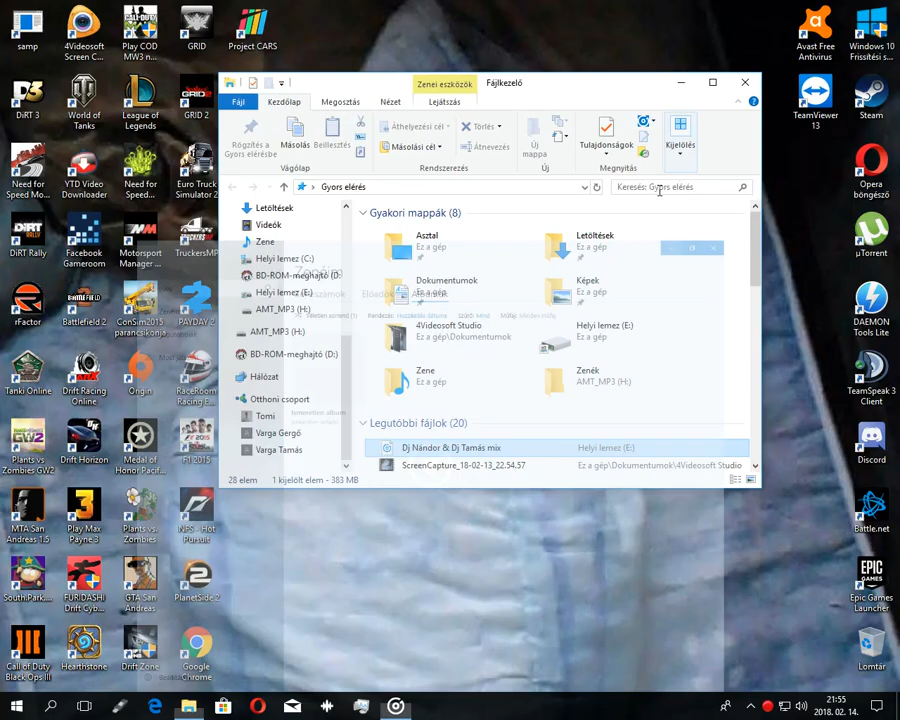 samp
4Videosoft Screen C...
Play COD MW3 n...
GRID
Project CARS
Avast Free Antivirus
Windows 10 Frissítési s...
DiRT 3
World of Tanks
League of Legends
GRID 2
TeamViewer 13
Steam
Need for Speed Mo...
YTD Video Downloader
Need for Speed...
Euro Truck Simulator 2
Opera böngésző
DiRT Rally
Facebook Gameroom
Motorsport Manager ...
TruckersMP
µTorrent
rFactor
Battlefield 2
ConSim2015 parancsikonja
PAYDAY 2
DAEMON Tools Lite
Tanki Online
Drift Racing Online
Origin
RaceRoom Racing E...
TeamSpeak 3 Client
Plants vs. Zombies GW2
Drift Horizon
Medal of Honor Pacific...
F1 2015
Discord
MTA San Andreas 1.5
Play Max Payne 3
Plants vs. Zombies
NFS - Hot Pursuit
Battle.net
SouthPark...
FURIDASHI Drift Cyb...
GTA San Andreas
PlanetSide 2
Epic Games Launcher
Call of Duty Black Ops III
Hearthstone
Drift Zone
Google Chrome
Lomtár
Zenei eszközök
Fájlkezelő
Fájl
Kezdőlap
Megosztás
Nézet
Lejátszás
Rögzítés a Gyors elérésbe
Másolás
Beillesztés
Vágólap
Áthelyezési cél
Másolási cél
Törlés
Átnevezés
Rendezés
Új mappa
Új
Tulajdonságok
Megnyitás
Kijelölés
Gyors elérés
Keresés: Gyors elérés
Letöltések
Videók
Zene
Helyi lemez (C:)
BD-ROM-meghajtó (D:
Helyi lemez (E:)
AMT_MP3 (H:)
AMT_MP3 (H:)
BD-ROM-meghajtó (D:)
Hálózat
Otthoni csoport
Tomi
Varga Gergő
Varga Tamás
Gyakori mappák (8)
Asztal
Ez a gép
Letöltések
Ez a gép
Dokumentumok
Ez a gép
Képek
Ez a gép
4Videosoft Studio
Ez a gép\Dokumentumok
Helyi lemez (E:)
Ez a gép
Zene
Ez a gép
Zenék
AMT_MP3 (H:)
Legutóbbi fájlok (20)
Dj Nándor & Dj Tamás mix
Helyi lemez (E:)
ScreenCapture_18-02-13_22.54.57
Ez a gép\Dokumentumok\4Videosoft Studio
28 elem
1 kijelölt elem - 383 MB
21:55
2018. 02. 14.